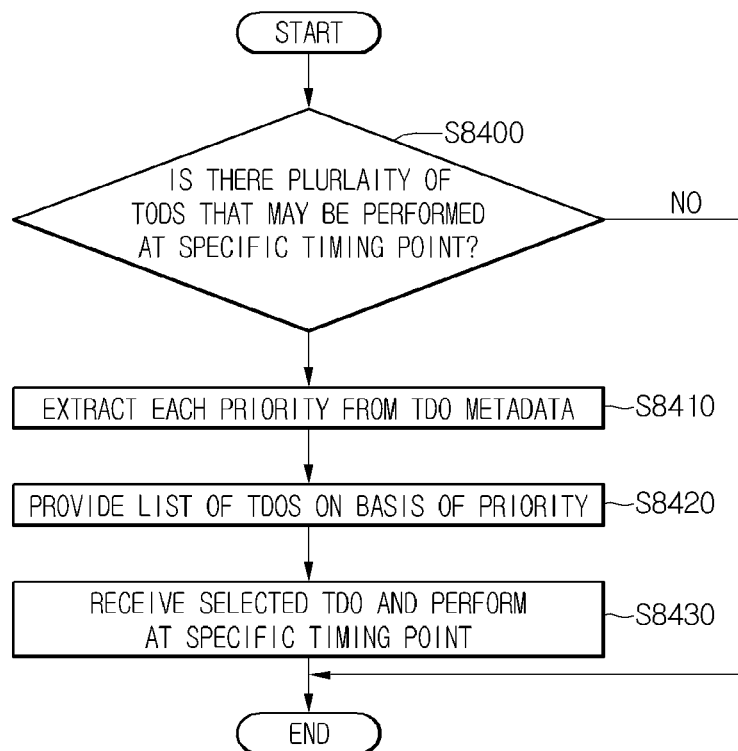 START
S8400
IS THERE PLURLAITY OF
TODS THAT MAY BE PERFORMED
AT SPECIFIC TIMING POINT?
NO
EXTRACT EACH PRIORITY FROM TDO METADATA
S8410
PROVIDE LIST OF TDOS ON BASIS OF PRIORITY
S8420
RECEIVE SELECTED TDO AND PERFORM
AT SPECIFIC TIMING POINT
S8430
END